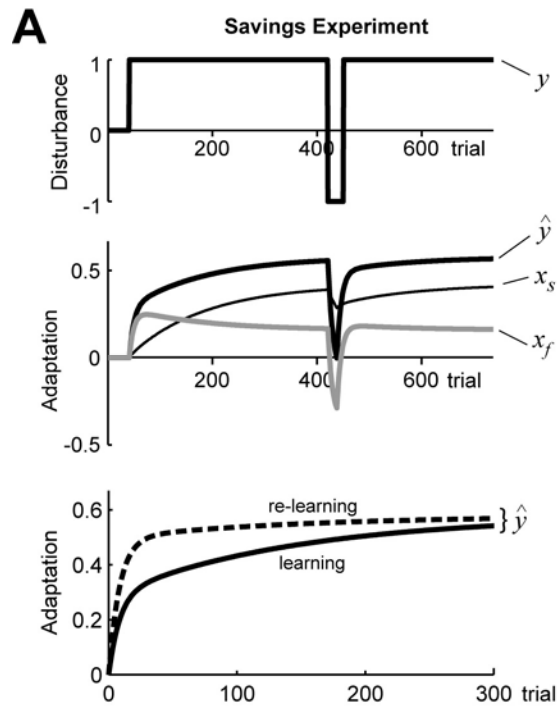 A
Savings Experiment
Disturbance
1
0
-1
200
400
600
trial
y
Adaptation
0.5
0
-0.5
200
400
600
trial
ŷ
xₛ
x_f
Adaptation
0.6
0.4
0.2
0
0
100
200
300
trial
re-learning
learning
} ŷ